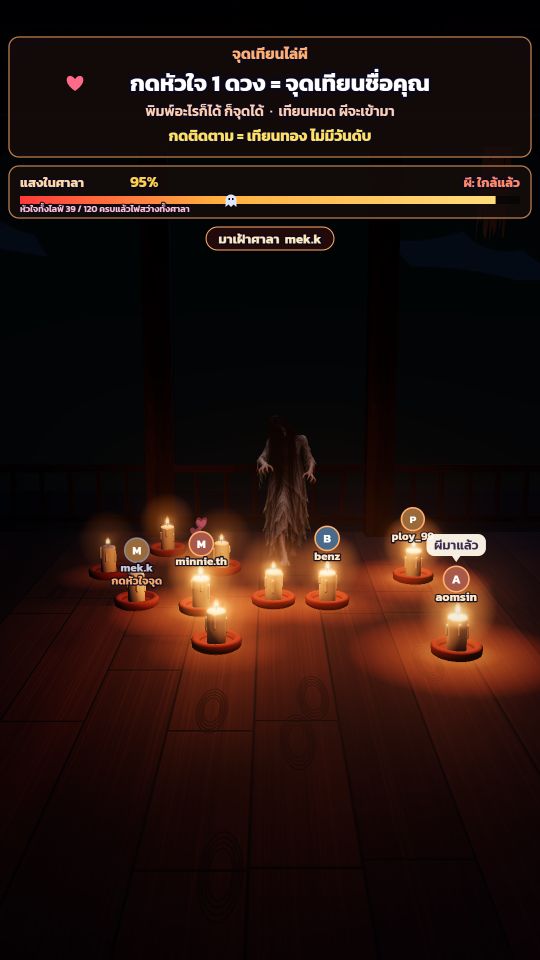 จุดเทียนไล่ผี
กดหัวใจ 1 ดวง = จุดเทียนชื่อคุณ
พิมพ์อะไรก็ได้ ก็จุดได้ · เทียนหมด ผีจะเข้ามา
กดติดตาม = เทียนทอง ไม่มีวันดับ
แสงในศาลา 95% ผี: ใกล้แล้ว
หัวใจทั้งไลฟ์ 39 / 120 ครบแล้วไฟสว่างทั้งศาลา
มาเฝ้าศาลา mek.k
P
ploy_98
ผีมาแล้ว
M
mek.k
กดหัวใจจุด
M
minnie.th
B
benz
A
aomsin